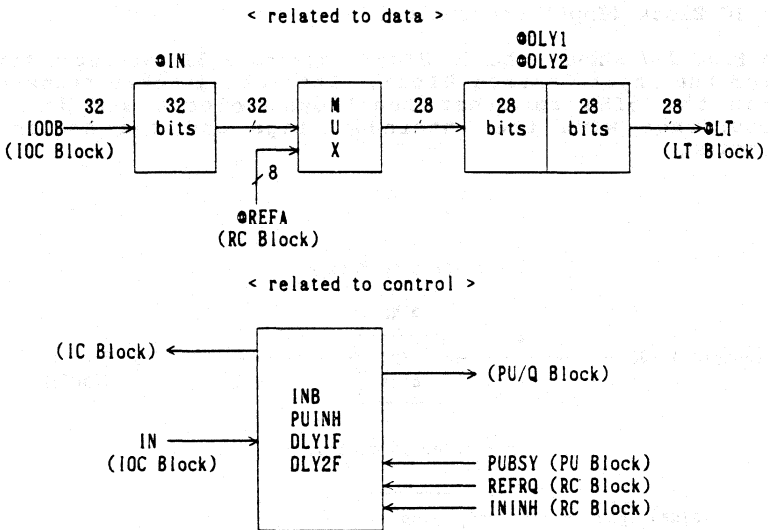 < related to data >
@IN
@DLY1
@DLY2
32 32 32 M 28 28 28 28
IODB bits U bits bits @LT
(IOC Block) X (LT Block)
8
@REFA
(RC Block)
< related to control >
(IC Block)
(PU/Q Block)
INB
PUINH
IN DLY1F
(IOC Block) DLY2F
PUBSY (PU Block)
REFRQ (RC Block)
ININH (RC Block)